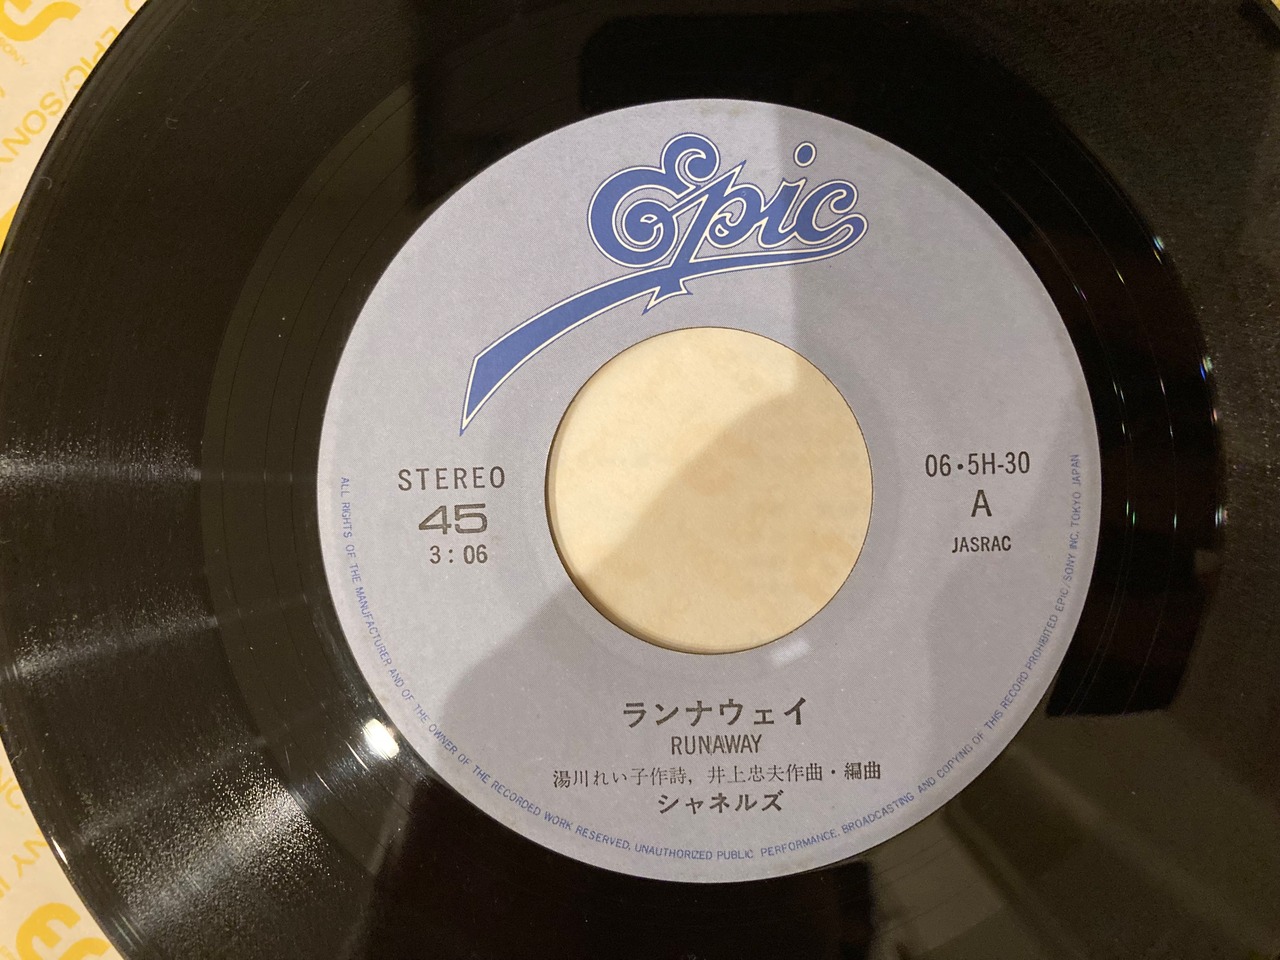 EPIC/SONY
Epic
STEREO
45
3:06
06・5H-30
A
JASRAC
ランナウェイ
RUNAWAY
湯川れい子作詩, 井上忠夫作曲・編曲
シャネルズ
ALL RIGHTS OF THE MANUFACTURER AND OF THE OWNER OF THE RECORDED WORK RESERVED, UNAUTHORIZED PUBLIC PERFORMANCE, BROADCASTING AND COPYING OF THIS RECORD PROHIBITED EPIC/SONY INC. TOKYO JAPAN